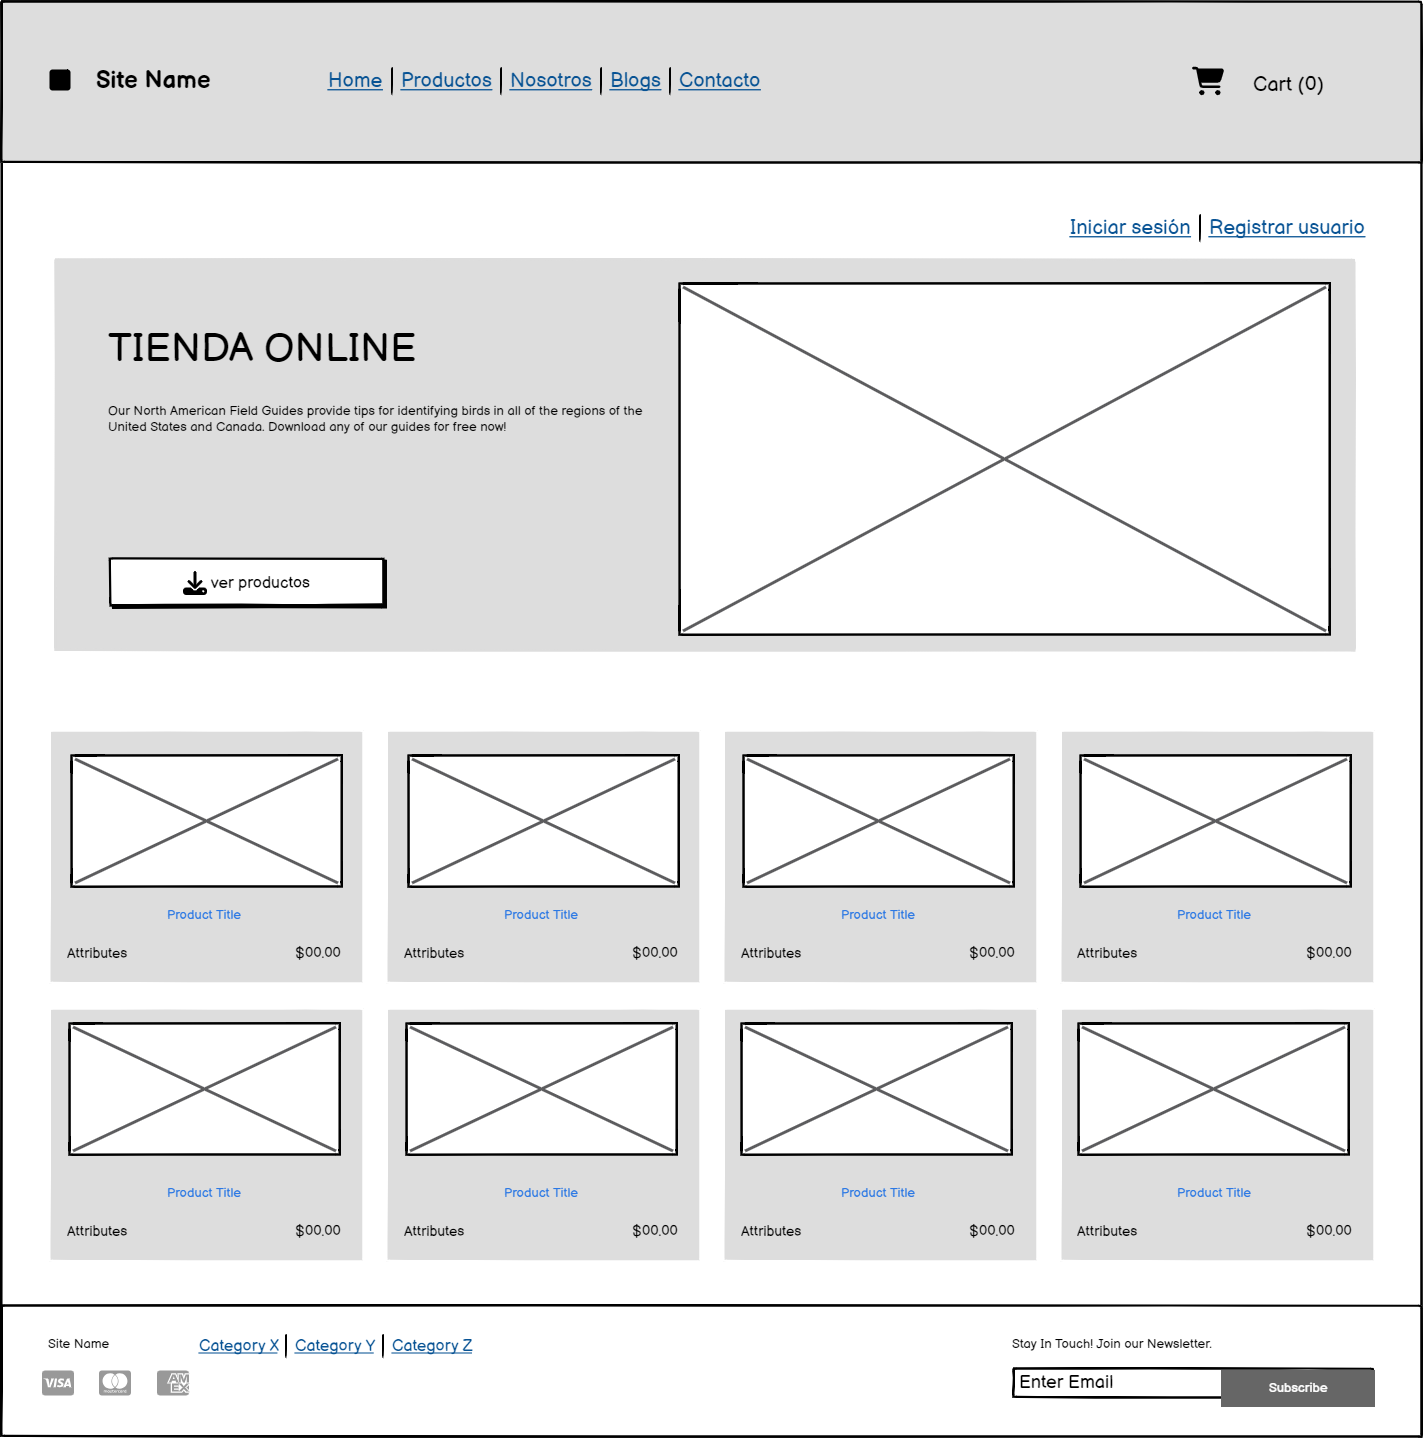 Site Name
Home Productos Nosotros Blogs Contacto
Cart (0)
Iniciar sesión Registrar usuario
TIENDA ONLINE
Our North American Field Guides provide tips for identifying birds in all of the regions of the
United States and Canada. Download any of our guides for free now!
ver productos
Product Title
Attributes $00.00
Product Title
Attributes $00.00
Product Title
Attributes $00.00
Product Title
Attributes $00.00
Product Title
Attributes $00.00
Product Title
Attributes $00.00
Product Title
Attributes $00.00
Product Title
Attributes $00.00
Site Name
Category X Category Y Category Z
VISA
mastercard
AM
EX
Stay In Touch! Join our Newsletter.
Enter Email
Subscribe